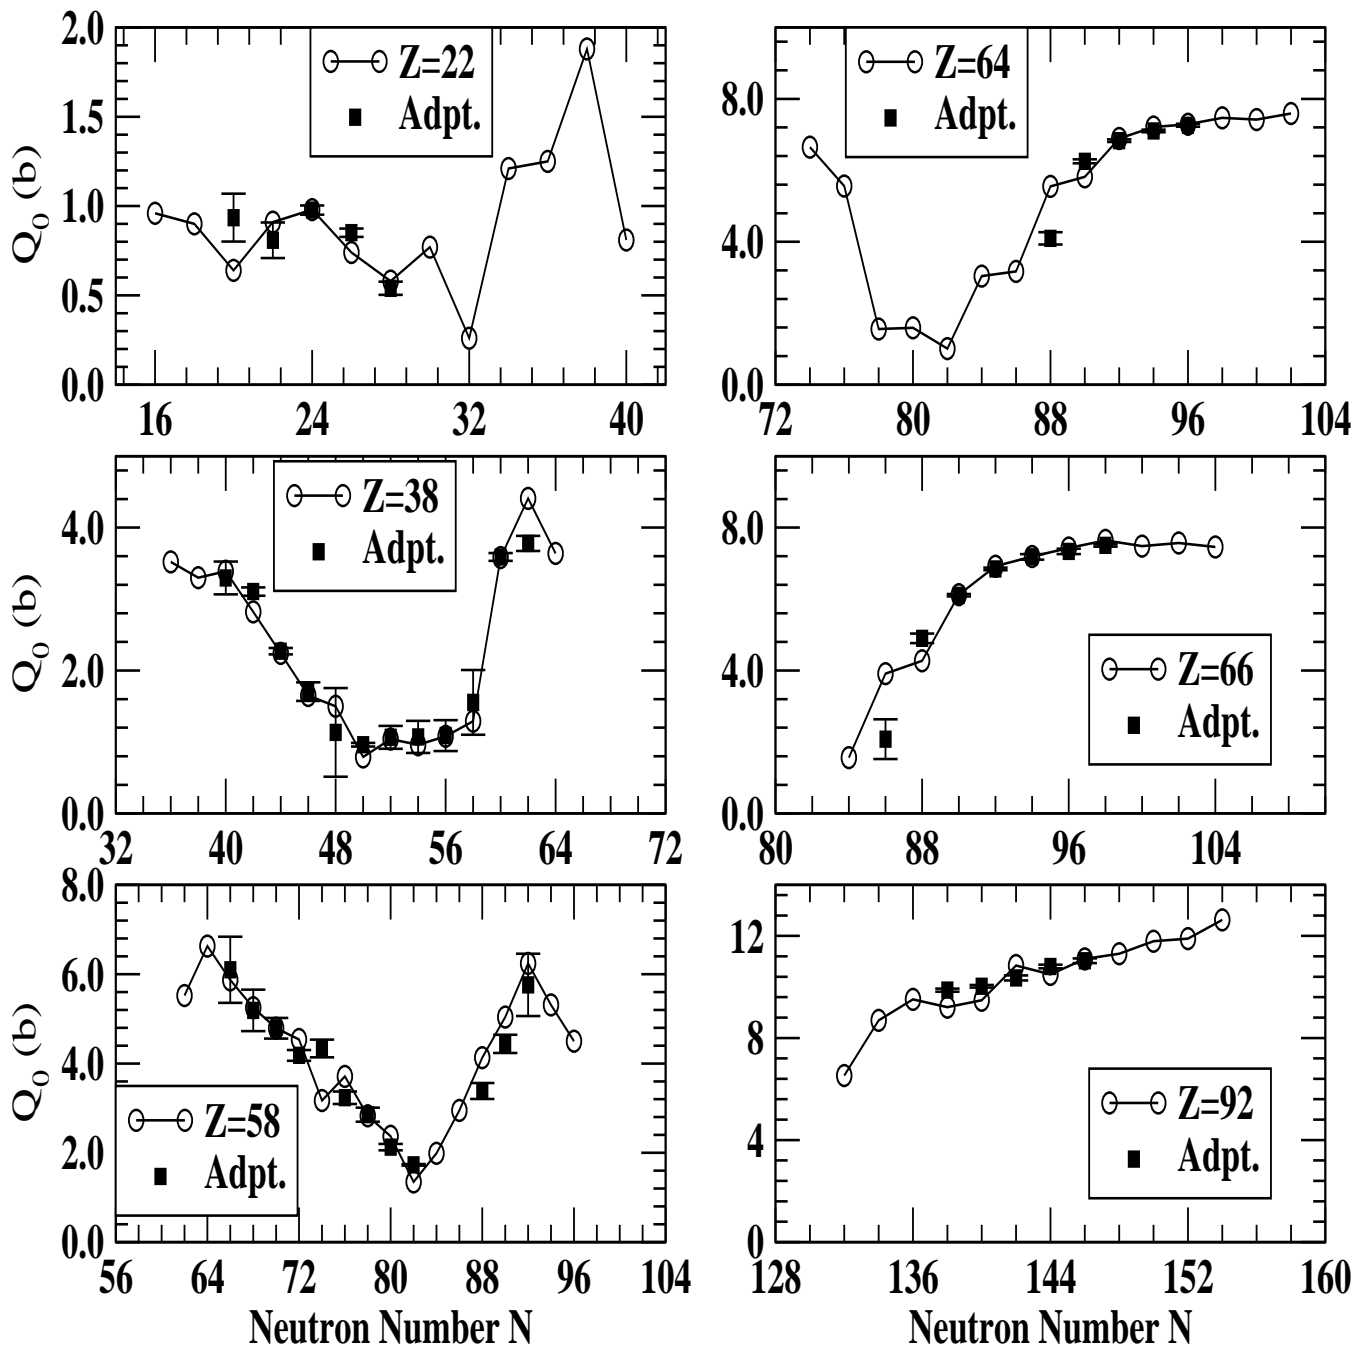 Q₀ (b)
2.0
1.5
1.0
0.5
0.0
16 24 32 40
Z=22
Adpt.
8.0
4.0
0.0
72 80 88 96 104
Z=64
Adpt.
Q₀ (b)
4.0
2.0
0.0
32 40 48 56 64 72
Z=38
Adpt.
8.0
4.0
0.0
80 88 96 104
Z=66
Adpt.
Q₀ (b)
8.0
6.0
4.0
2.0
0.0
56 64 72 80 88 96 104
Z=58
Adpt.
Neutron Number N
12
8
4
0
128 136 144 152 160
Z=92
Adpt.
Neutron Number N